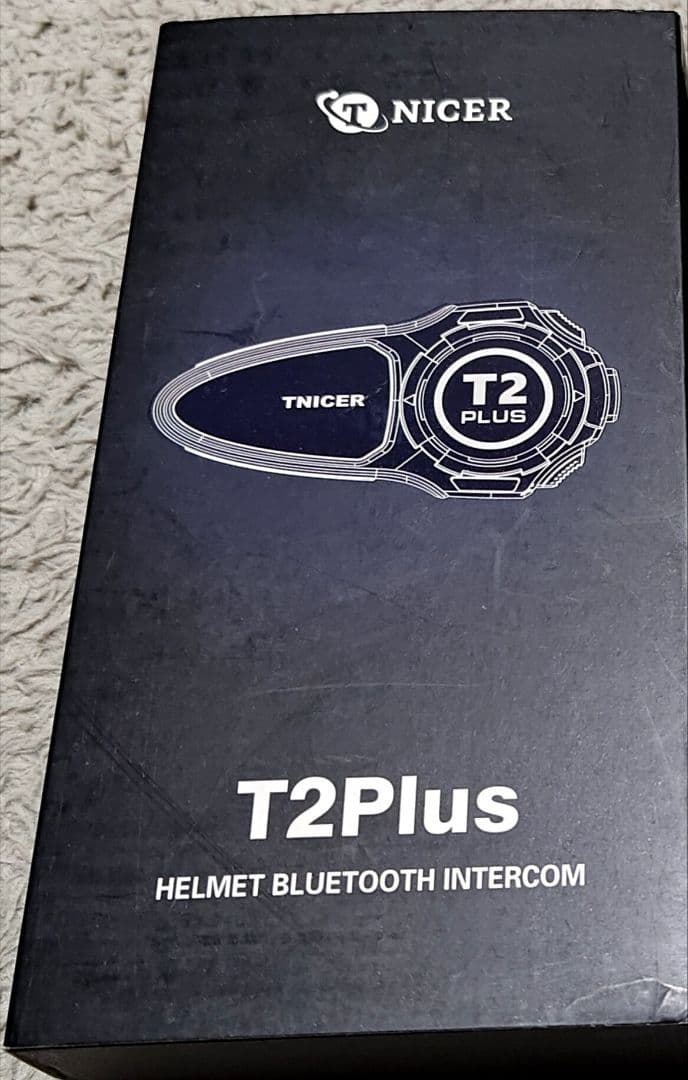 T NICER
TNICER
T2
PLUS
T2Plus
HELMET BLUETOOTH INTERCOM